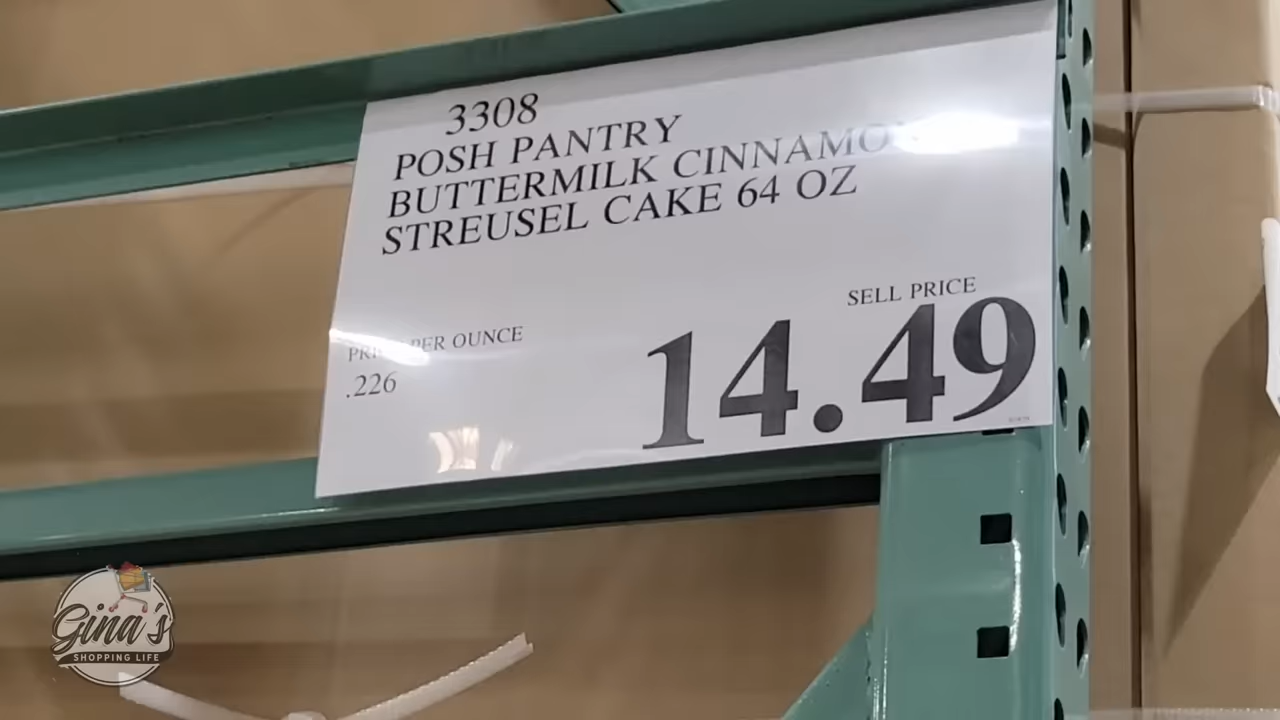 3308
POSH PANTRY
BUTTERMILK CINNAMO
STREUSEL CAKE 64 OZ
SELL PRICE
PER OUNCE
14.49
.226
Gina's
SHOPPING LIFE